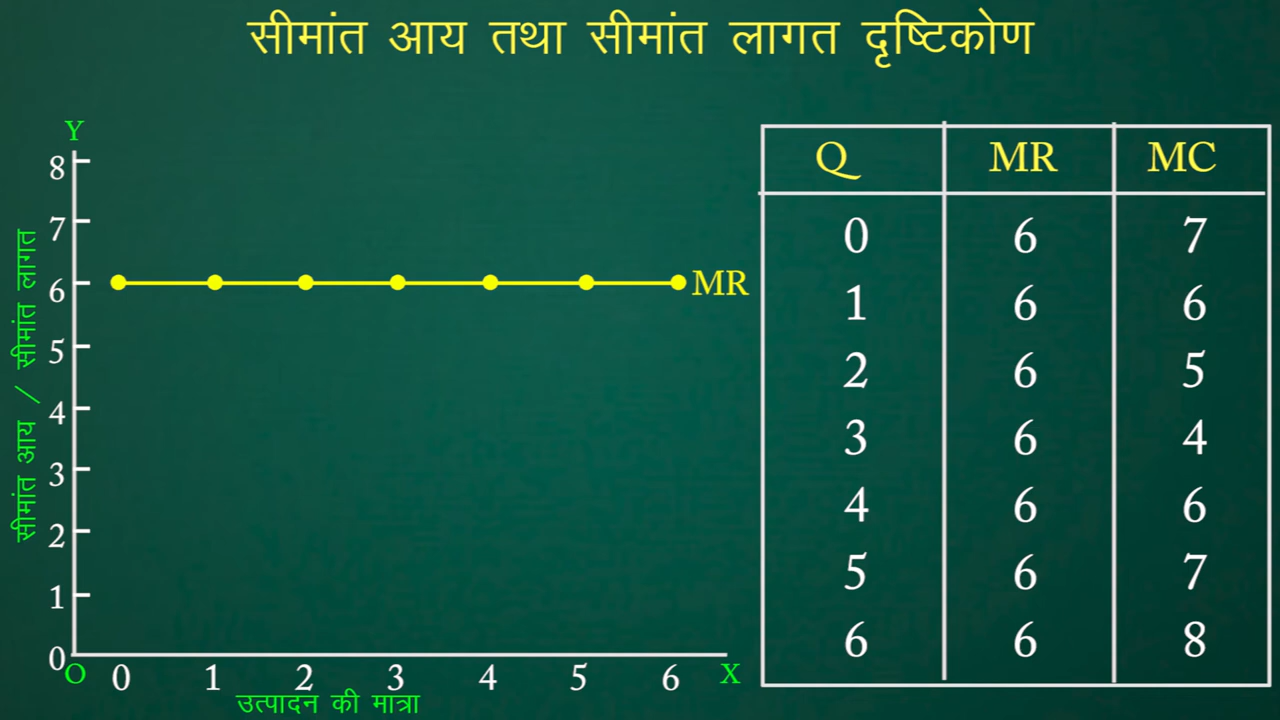 सीमांत आय तथा सीमांत लागत दृष्टिकोण
Y
8
7
6
5
4
3
2
1
0
सीमांत आय / सीमांत लागत
MR
O 0 1 2 3 4 5 6 X
उत्पादन की मात्रा
Q MR MC
0 6 7
1 6 6
2 6 5
3 6 4
4 6 6
5 6 7
6 6 8